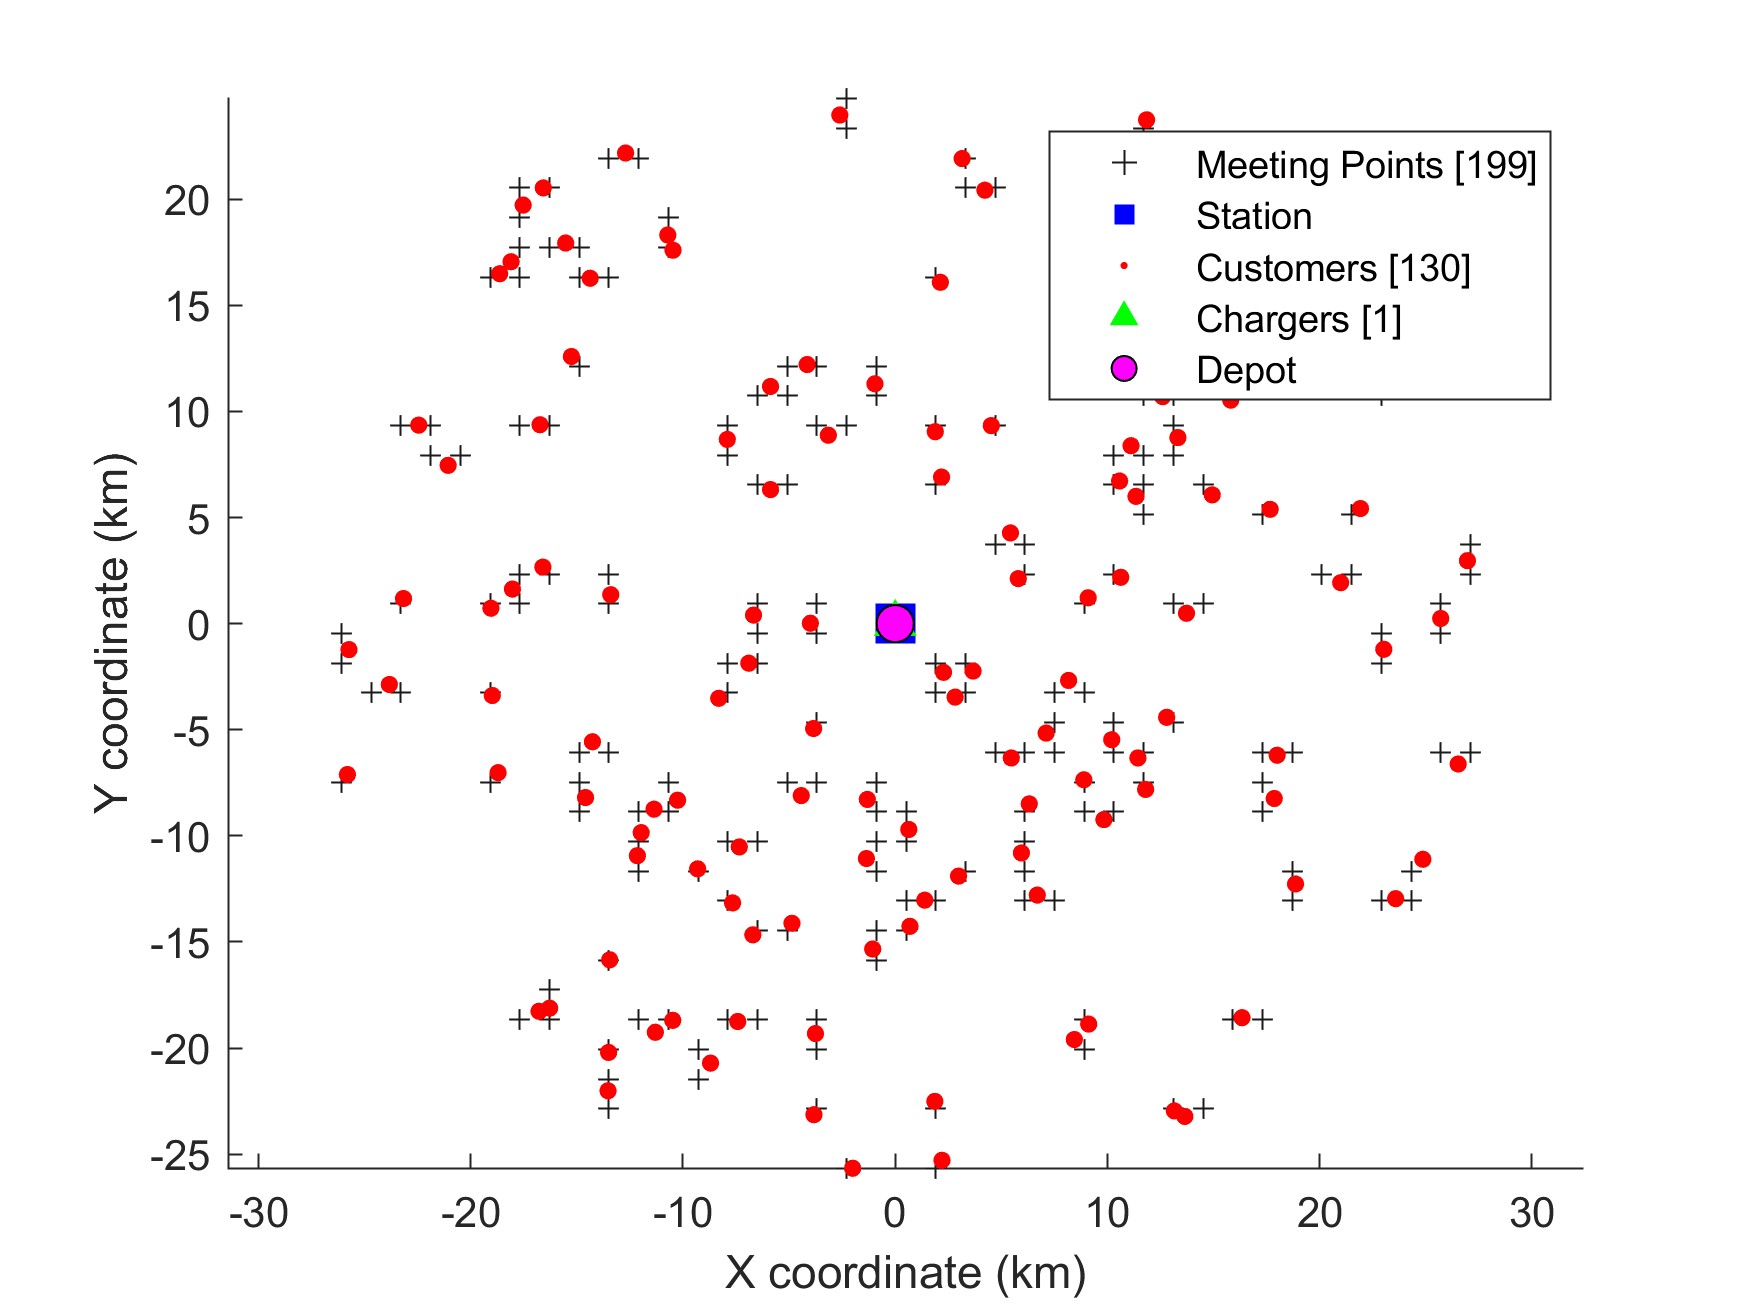 Meeting Points [199]
Station
Customers [130]
Chargers [1]
Depot
20
15
10
5
0
-5
-10
-15
-20
-25
Y coordinate (km)
-30 -20 -10 0 10 20 30
X coordinate (km)